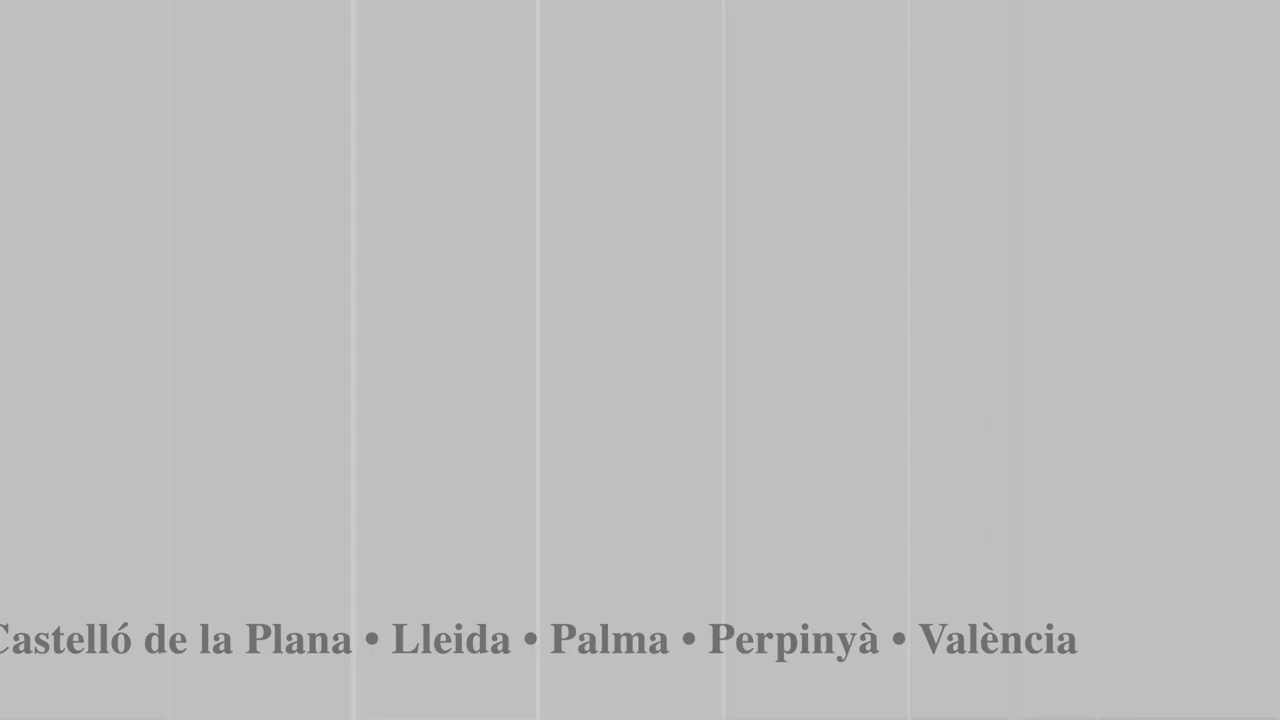 Castelló de la Plana • Lleida • Palma • Perpinyà • València